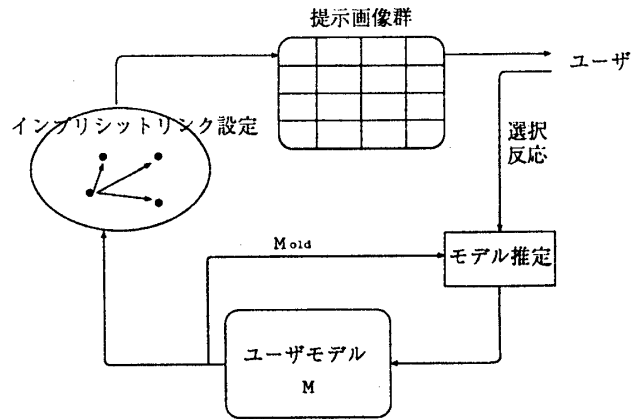 提示画像群
ユーザ
インプリシットリンク設定
選択
反応
Mold
モデル推定
ユーザモデル
M